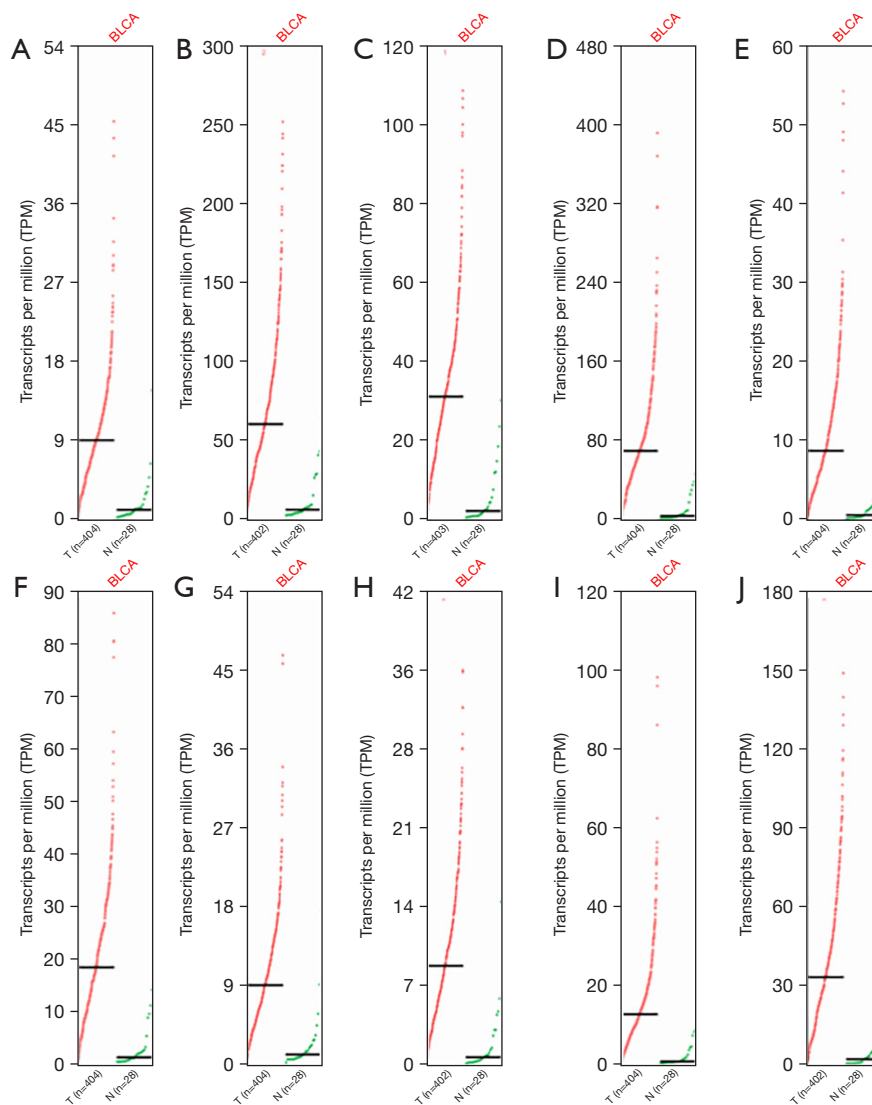 A
BLCA
Transcripts per million (TPM)
54
45
36
27
18
9
0
T (n=404)
N (n=28)
B
BLCA
Transcripts per million (TPM)
300
250
200
150
100
50
0
T (n=402)
N (n=28)
C
BLCA
Transcripts per million (TPM)
120
100
80
60
40
20
0
T (n=403)
N (n=28)
D
BLCA
Transcripts per million (TPM)
480
400
320
240
160
80
0
T (n=404)
N (n=28)
E
BLCA
Transcripts per million (TPM)
60
50
40
30
20
10
0
T (n=404)
N (n=28)
F
BLCA
Transcripts per million (TPM)
90
80
70
60
50
40
30
20
10
0
T (n=404)
N (n=28)
G
BLCA
Transcripts per million (TPM)
54
45
36
27
18
9
0
T (n=404)
N (n=28)
H
BLCA
Transcripts per million (TPM)
42
36
28
21
14
7
0
T (n=402)
N (n=28)
I
BLCA
Transcripts per million (TPM)
120
100
80
60
40
20
0
T (n=404)
N (n=28)
J
BLCA
Transcripts per million (TPM)
180
150
120
90
60
30
0
T (n=402)
N (n=28)